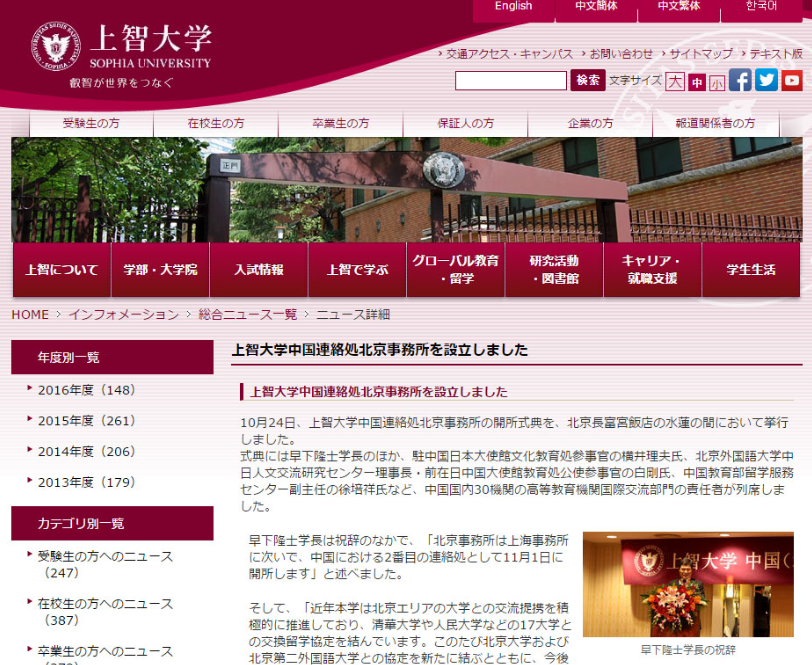 English
中文簡体
中文繁体
한국어
上智大学
SOPHIA UNIVERSITY
叡智が世界をつなぐ
交通アクセス・キャンパス
お問い合わせ
サイトマップ
テキスト版
検索
文字サイズ
大
中
小
受験生の方
在校生の方
卒業生の方
保証人の方
企業の方
報道関係者の方
正門
上智について
学部・大学院
入試情報
上智で学ぶ
グローバル教育
・留学
研究活動
・図書館
キャリア・
就職支援
学生生活
HOME > インフォメーション > 総合ニュース一覧 > ニュース詳細
年度別一覧
2016年度（148）
2015年度（261）
2014年度（206）
2013年度（179）
カテゴリ別一覧
受験生の方へのニュース
（247）
在校生の方へのニュース
（387）
卒業生の方へのニュース
上智大学中国連絡処北京事務所を設立しました
上智大学中国連絡処北京事務所を設立しました
10月24日、上智大学中国連絡処北京事務所の開所式典を、北京長富宮飯店の水蓮の間において挙行
しました。
式典には早下隆士学長のほか、駐中国日本大使館文化教育処参事官の横井理夫氏、北京外国語大学中
日人文交流研究センター理事長・前在日中国大使館教育処公使参事官の白剛氏、中国教育部留学服務
センター副主任の徐培祥氏など、中国国内30機関の高等教育機関国際交流部門の責任者が列席しま
した。
早下隆士学長は祝辞のなかで、「北京事務所は上海事務所
に次いで、中国における2番目の連絡処として11月1日に
開所します」と述べました。
そして、「近年本学は北京エリアの大学との交流提携を積
極的に推進しており、清華大学や人民大学などの17大学と
の交換留学協定を結んでいます。このたび北京大学および
北京第二外国語大学との協定を新たに結ぶとともに、今後
上智大学 中国(
早下隆士学長の祝辞